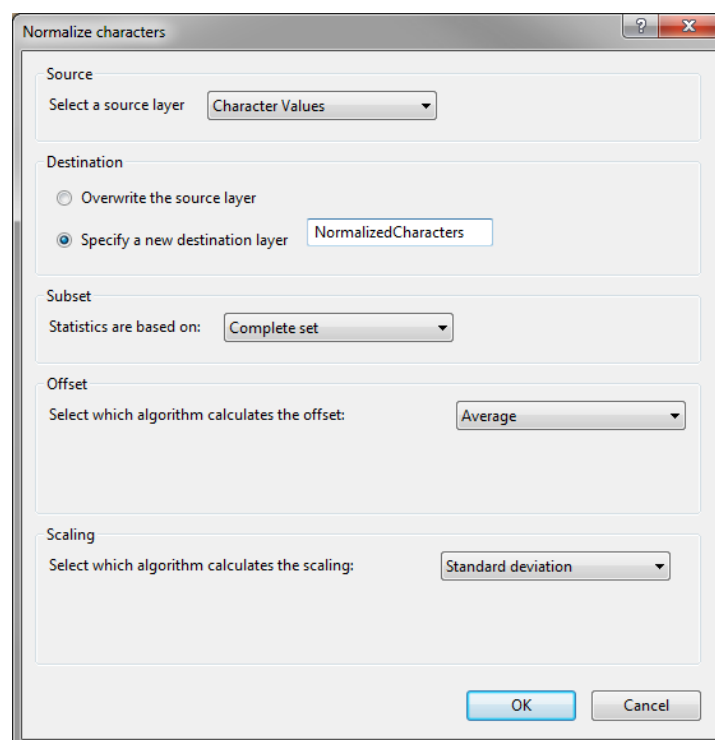 Normalize characters
?
Source
Select a source layer Character Values
Destination
Overwrite the source layer
Specify a new destination layer NormalizedCharacters
Subset
Statistics are based on: Complete set
Offset
Select which algorithm calculates the offset: Average
Scaling
Select which algorithm calculates the scaling: Standard deviation
OK Cancel